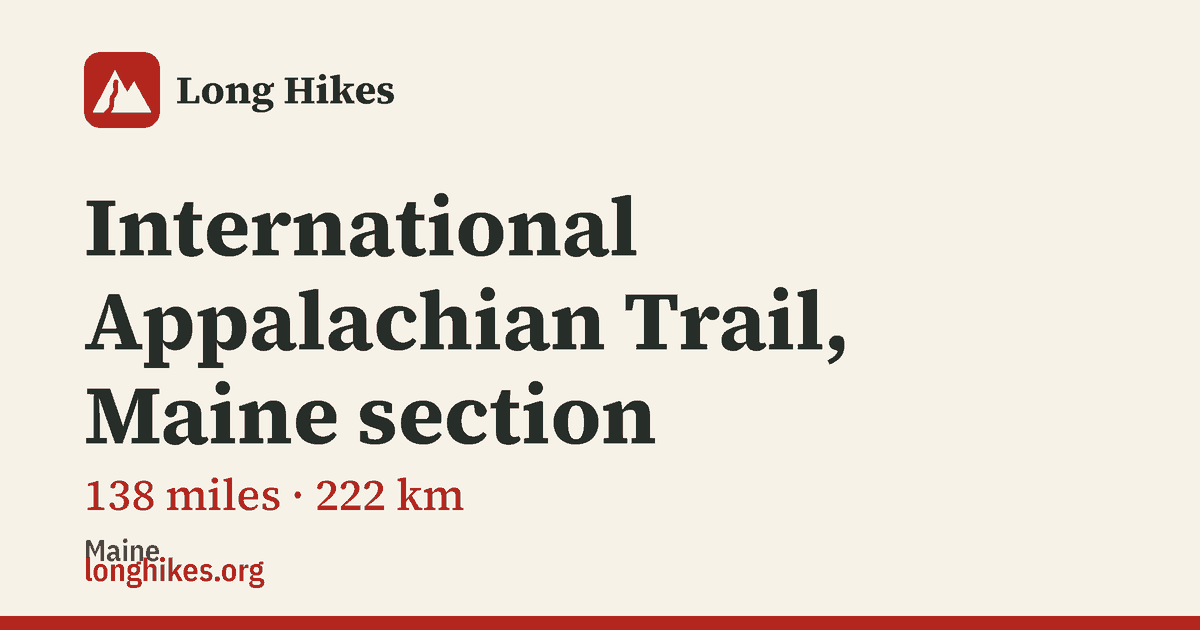 Long Hikes
International
Appalachian Trail,
Maine section
138 miles · 222 km
Maine
longhikes.org